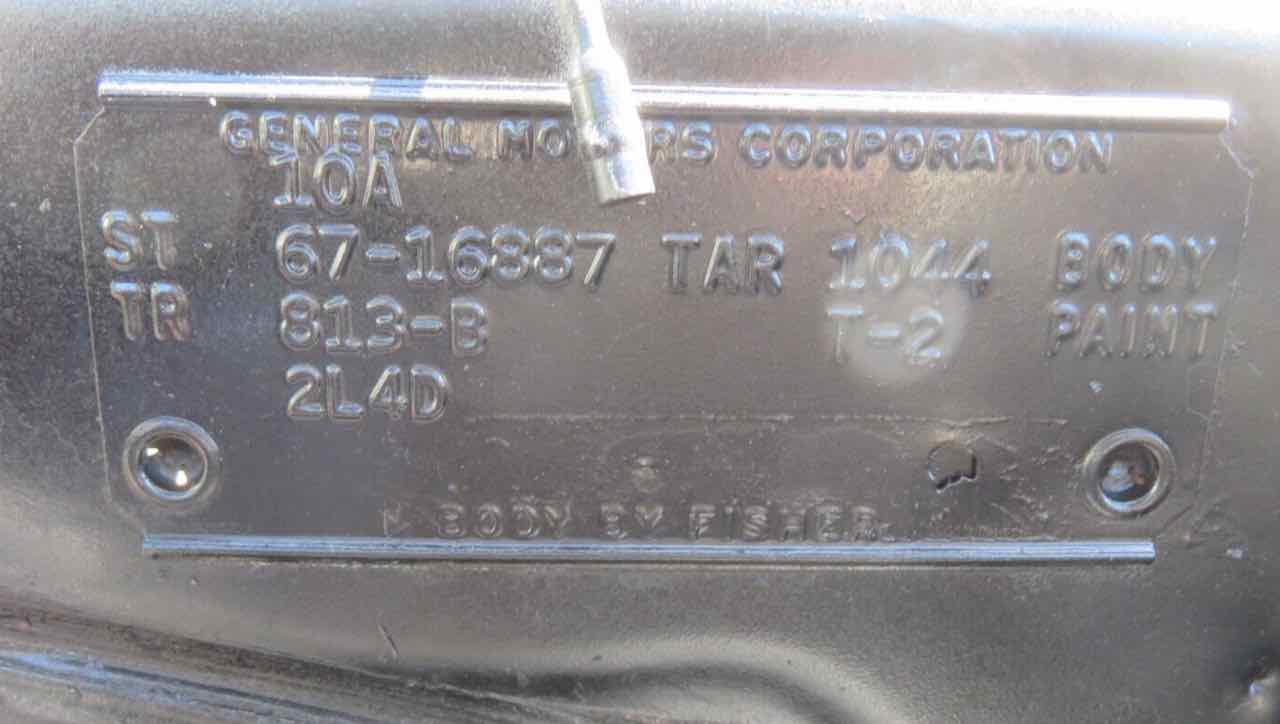 GENERAL MOTORS CORPORATION
10A
ST 67-16887 TAR 1044 BODY
TR 813-B T-2 PAINT
2L4D
BODY BY FISHER